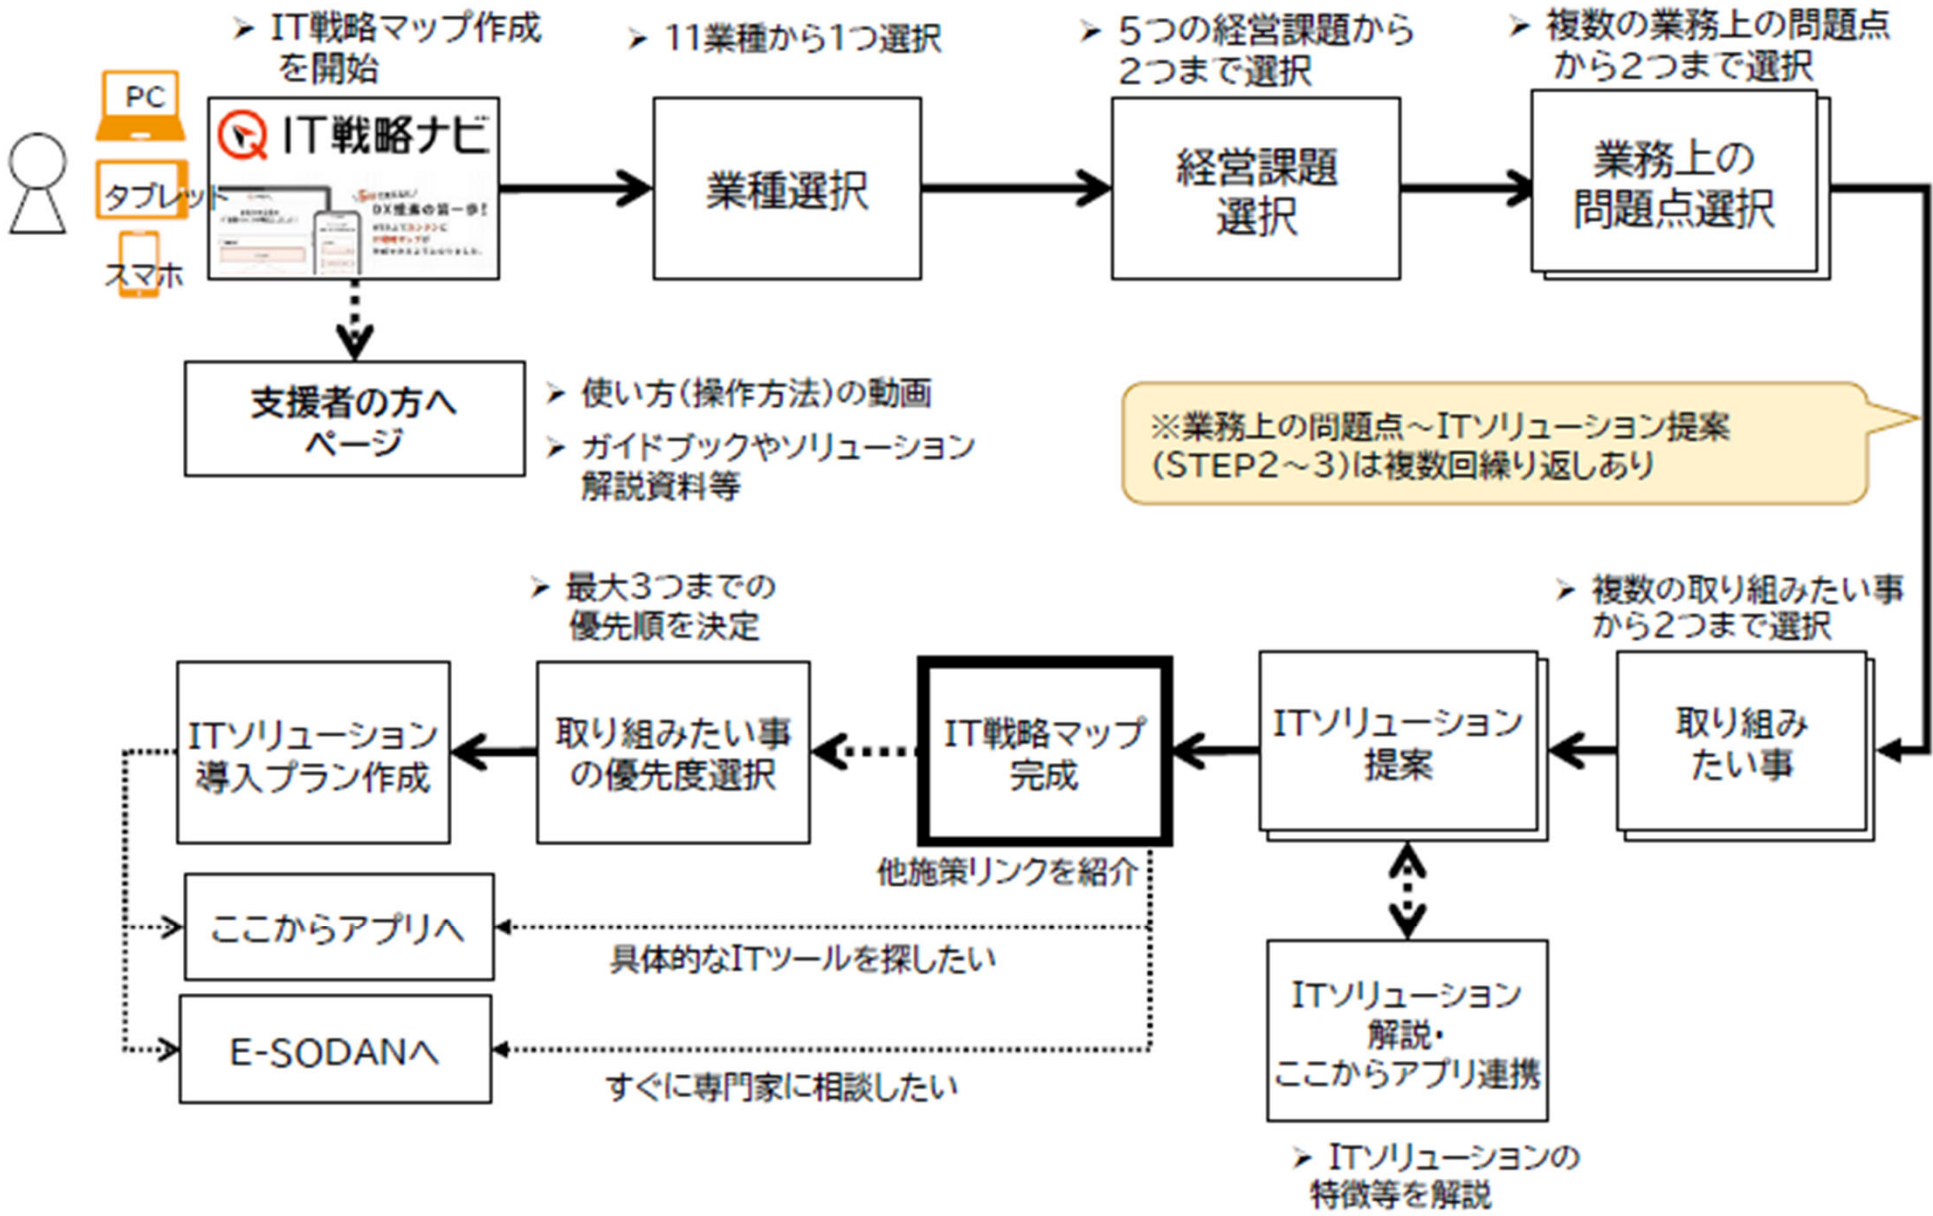 ➢ IT戦略マップ作成
を開始
➢ 11業種から1つ選択
➢ 5つの経営課題から
2つまで選択
➢ 複数の業務上の問題点
から2つまで選択
PC
タブレット
スマホ
IT戦略ナビ
DX推進の第一歩!
業種選択
経営課題
選択
業務上の
問題点選択
支援者の方へ
ページ
➢ 使い方(操作方法)の動画
➢ ガイドブックやソリューション
解説資料等
※業務上の問題点～ITソリューション提案
(STEP2～3)は複数回繰り返しあり
➢ 複数の取り組みたい事
から2つまで選択
取り組み
たい事
ITソリューション
提案
IT戦略マップ
完成
➢ 最大3つまでの
優先順を決定
取り組みたい事
の優先度選択
ITソリューション
導入プラン作成
他施策リンクを紹介
ここからアプリへ
具体的なITツールを探したい
E-SODANへ
すぐに専門家に相談したい
ITソリューション
解説・
ここからアプリ連携
➢ ITソリューションの
特徴等を解説